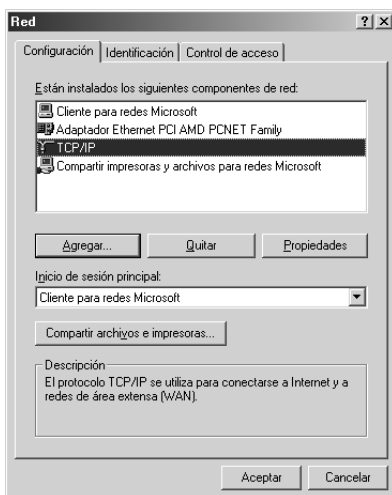 Red
Configuración Identificación Control de acceso
Están instalados los siguientes componentes de red:
Cliente para redes Microsoft
Adaptador Ethernet PCI AMD PCNET Family
TCP/IP
Compartir impresoras y archivos para redes Microsoft
Agregar... Quitar Propiedades
Inicio de sesión principal:
Cliente para redes Microsoft
Compartir archivos e impresoras...
Descripción
El protocolo TCP/IP se utiliza para conectarse a Internet y a
redes de área extensa (WAN).
Aceptar Cancelar